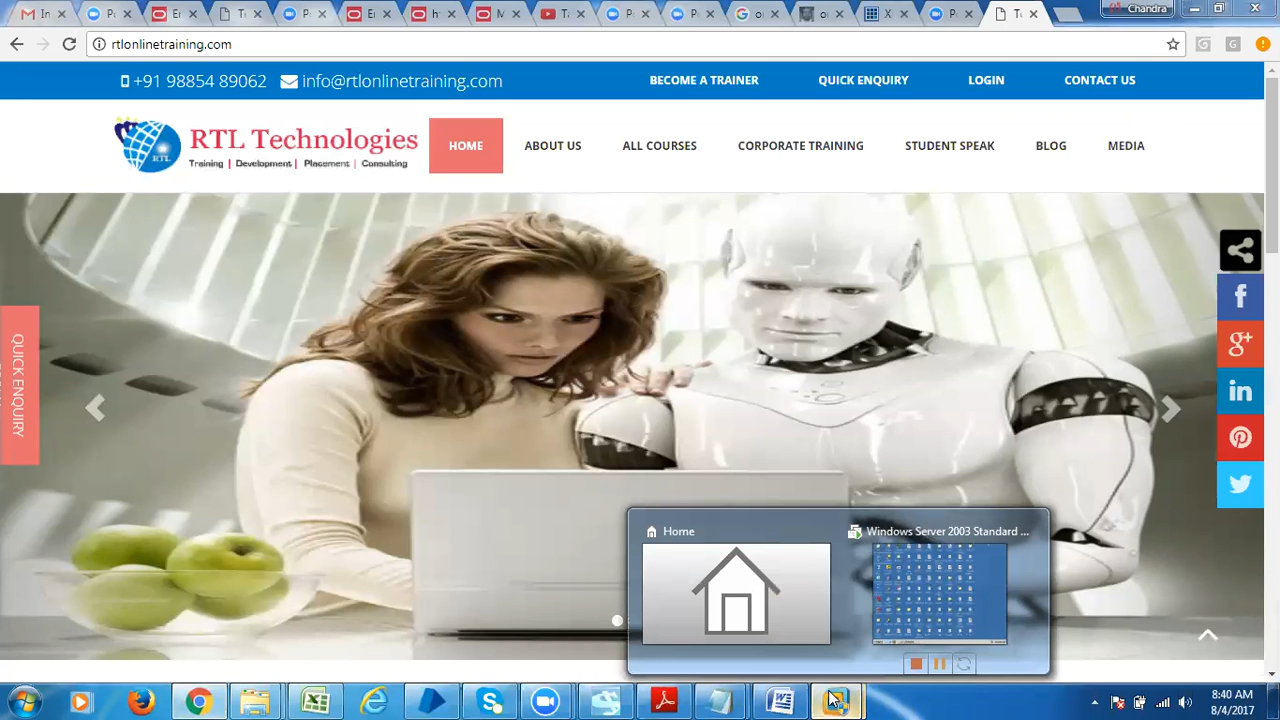 In
P
E
T
P
P
E
h
M
T
P
P
o
o
X
P
T
Chandra
rtlonlinetraining.com
+91 98854 89062 info@rtlonlinetraining.com BECOME A TRAINER QUICK ENQUIRY LOGIN CONTACT US
RTL Technologies
Training | Development | Placement | Consulting
HOME ABOUT US ALL COURSES CORPORATE TRAINING STUDENT SPEAK BLOG MEDIA
RTL
QUICK ENQUIRY
Home
Windows Server 2003 Standard ...
8:40 AM
8/4/2017